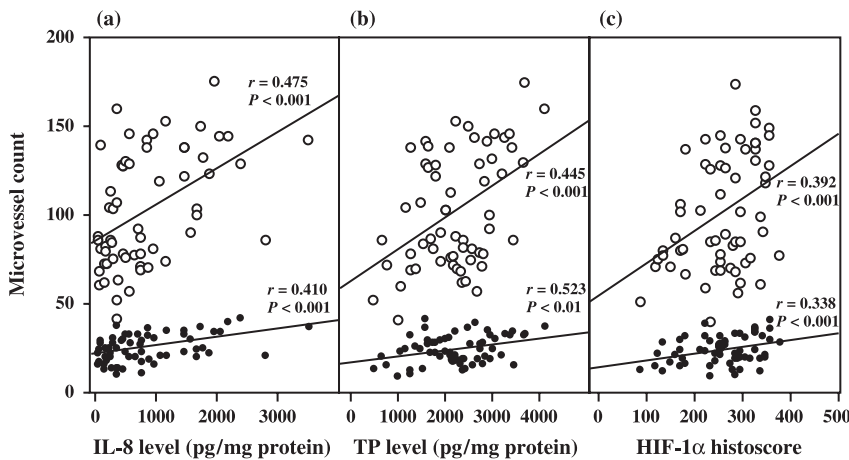 (a)
(b)
(c)
200
150
100
50
0
Microvessel count
r = 0.475
P < 0.001
r = 0.410
P < 0.001
r = 0.445
P < 0.001
r = 0.523
P < 0.01
r = 0.392
P < 0.001
r = 0.338
P < 0.001
0 1000 2000 3000
0 1000 2000 3000 4000
0 100 200 300 400 500
IL-8 level (pg/mg protein)
TP level (pg/mg protein)
HIF-1α histoscore